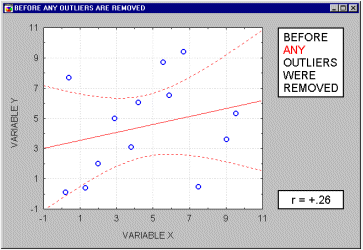 BEFORE ANY OUTLIERS ARE REMOVED
11
9
7
5
3
1
-1
-1
1
3
5
7
9
11
VARIABLE Y
VARIABLE X
BEFORE
ANY
OUTLIERS
WERE
REMOVED
r = +.26